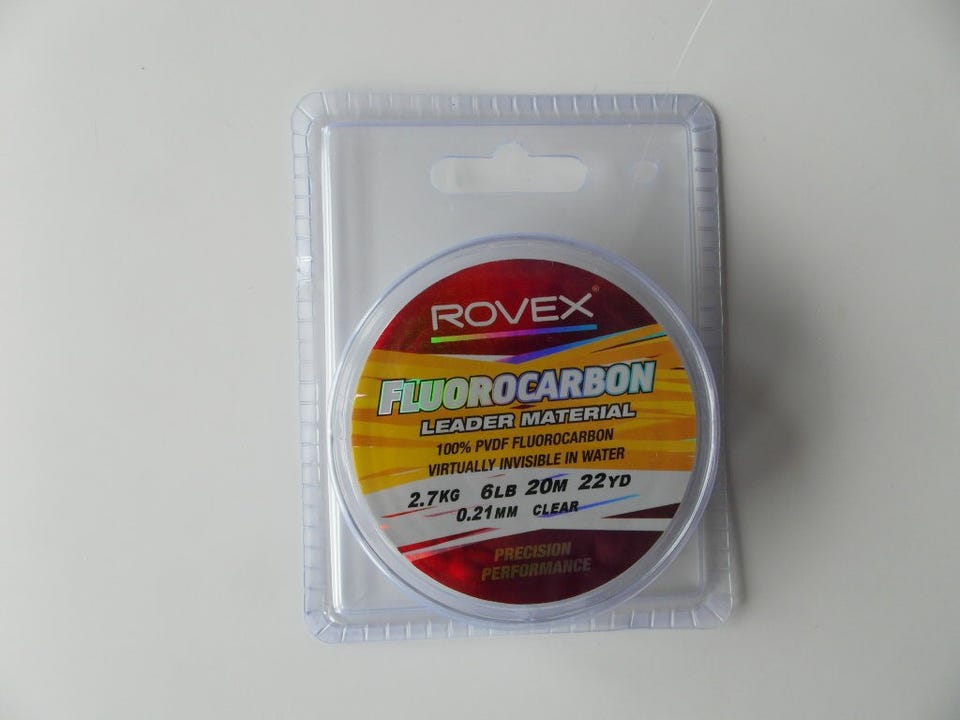 ROVEX®
FLUOROCARBON
LEADER MATERIAL
100% PVDF FLUOROCARBON
VIRTUALLY INVISIBLE IN WATER
2.7KG 6LB 20M 22YD
0.21MM CLEAR
PRECISION
PERFORMANCE